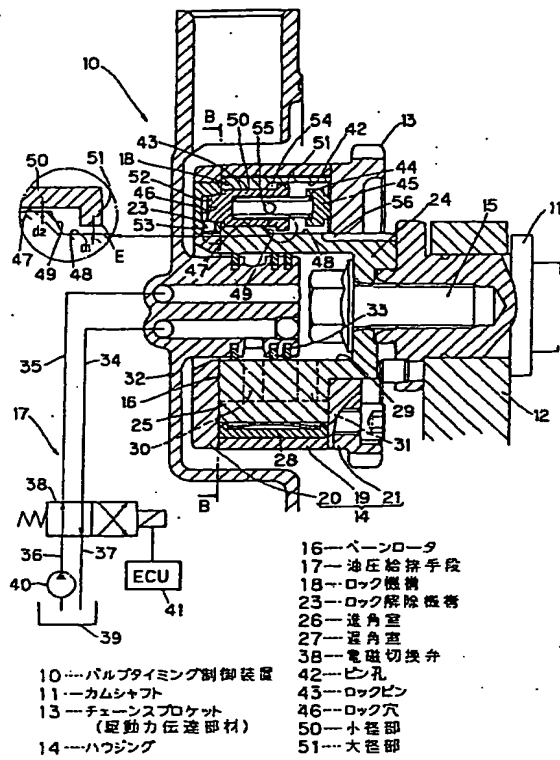 10
B
43
18
52
46
23
53
50
55
54
51
42
13
44
45
56
24
15
11
50
51
47
49
48
d2
d1
E
47
49
48
33
35
34
32
16
25
30
17
29
12
31
28
B
20
19
21
14
38
36
37
40
ECU
41
39
16---ベーンロータ
17---油圧給排手段
18---ロック機構
23---ロック解除機構
26---進角室
27---遅角室
38---電磁切換弁
42---ピン孔
43---ロックピン
46---ロック穴
50---小径部
51---大径部
10---バルブタイミング制御装置
11---カムシャフト
13---チェーンスプロケット
(駆動力伝達部材)
14---ハウジング